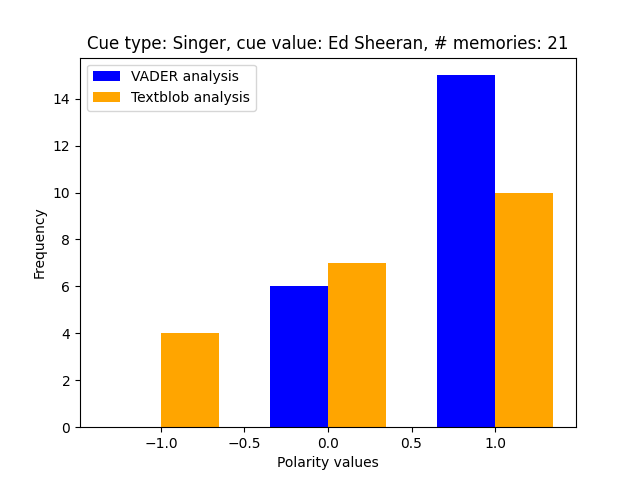 Cue type: Singer, cue value: Ed Sheeran, # memories: 21
VADER analysis
Textblob analysis
Frequency
14
12
10
8
6
4
2
0
−1.0 −0.5 0.0 0.5 1.0
Polarity values